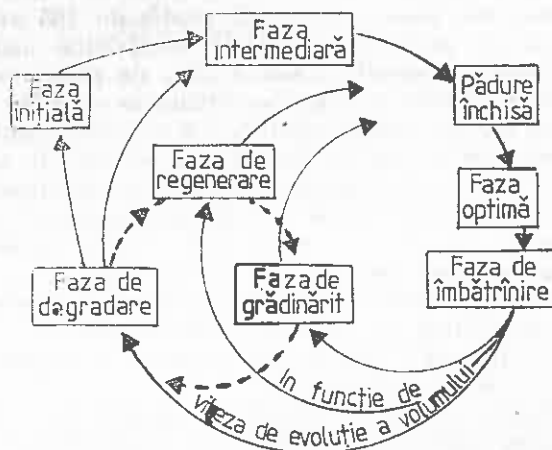 Faza
intermediară
Faza
inițială
Pădure
închisă
Faza de
regenerare
Faza
optimă
Faza de
degradare
Faza de
grădinărit
Faza de
îmbătrînire
In funcție de
viteza de evoluție a volumului